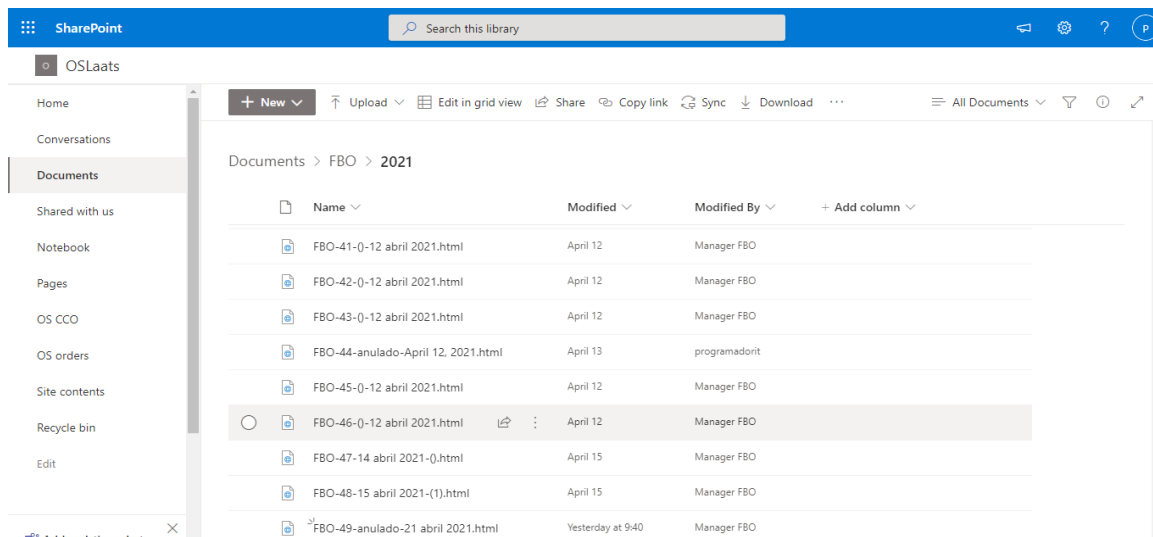 SharePoint
Search this library
?
P
O
OSLaats
Home
Conversations
Documents
Shared with us
Notebook
Pages
OS CCO
OS orders
Site contents
Recycle bin
Edit
+ New
Upload
Edit in grid view
Share
Copy link
Sync
Download
···
All Documents
Documents > FBO > 2021
Name Modified Modified By + Add column
FBO-41-()-12 abril 2021.html April 12 Manager FBO
FBO-42-()-12 abril 2021.html April 12 Manager FBO
FBO-43-()-12 abril 2021.html April 12 Manager FBO
FBO-44-anulado-April 12, 2021.html April 13 programadorit
FBO-45-()-12 abril 2021.html April 12 Manager FBO
FBO-46-()-12 abril 2021.html April 12 Manager FBO
FBO-47-14 abril 2021-().html April 15 Manager FBO
FBO-48-15 abril 2021-(1).html April 15 Manager FBO
FBO-49-anulado-21 abril 2021.html Yesterday at 9:40 Manager FBO